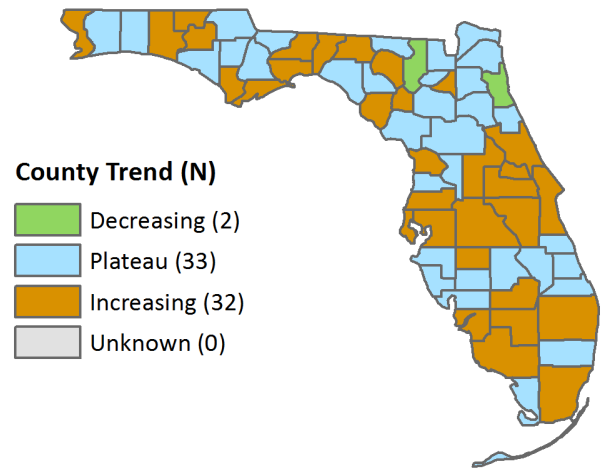 County Trend (N)
Decreasing (2)
Plateau (33)
Increasing (32)
Unknown (0)